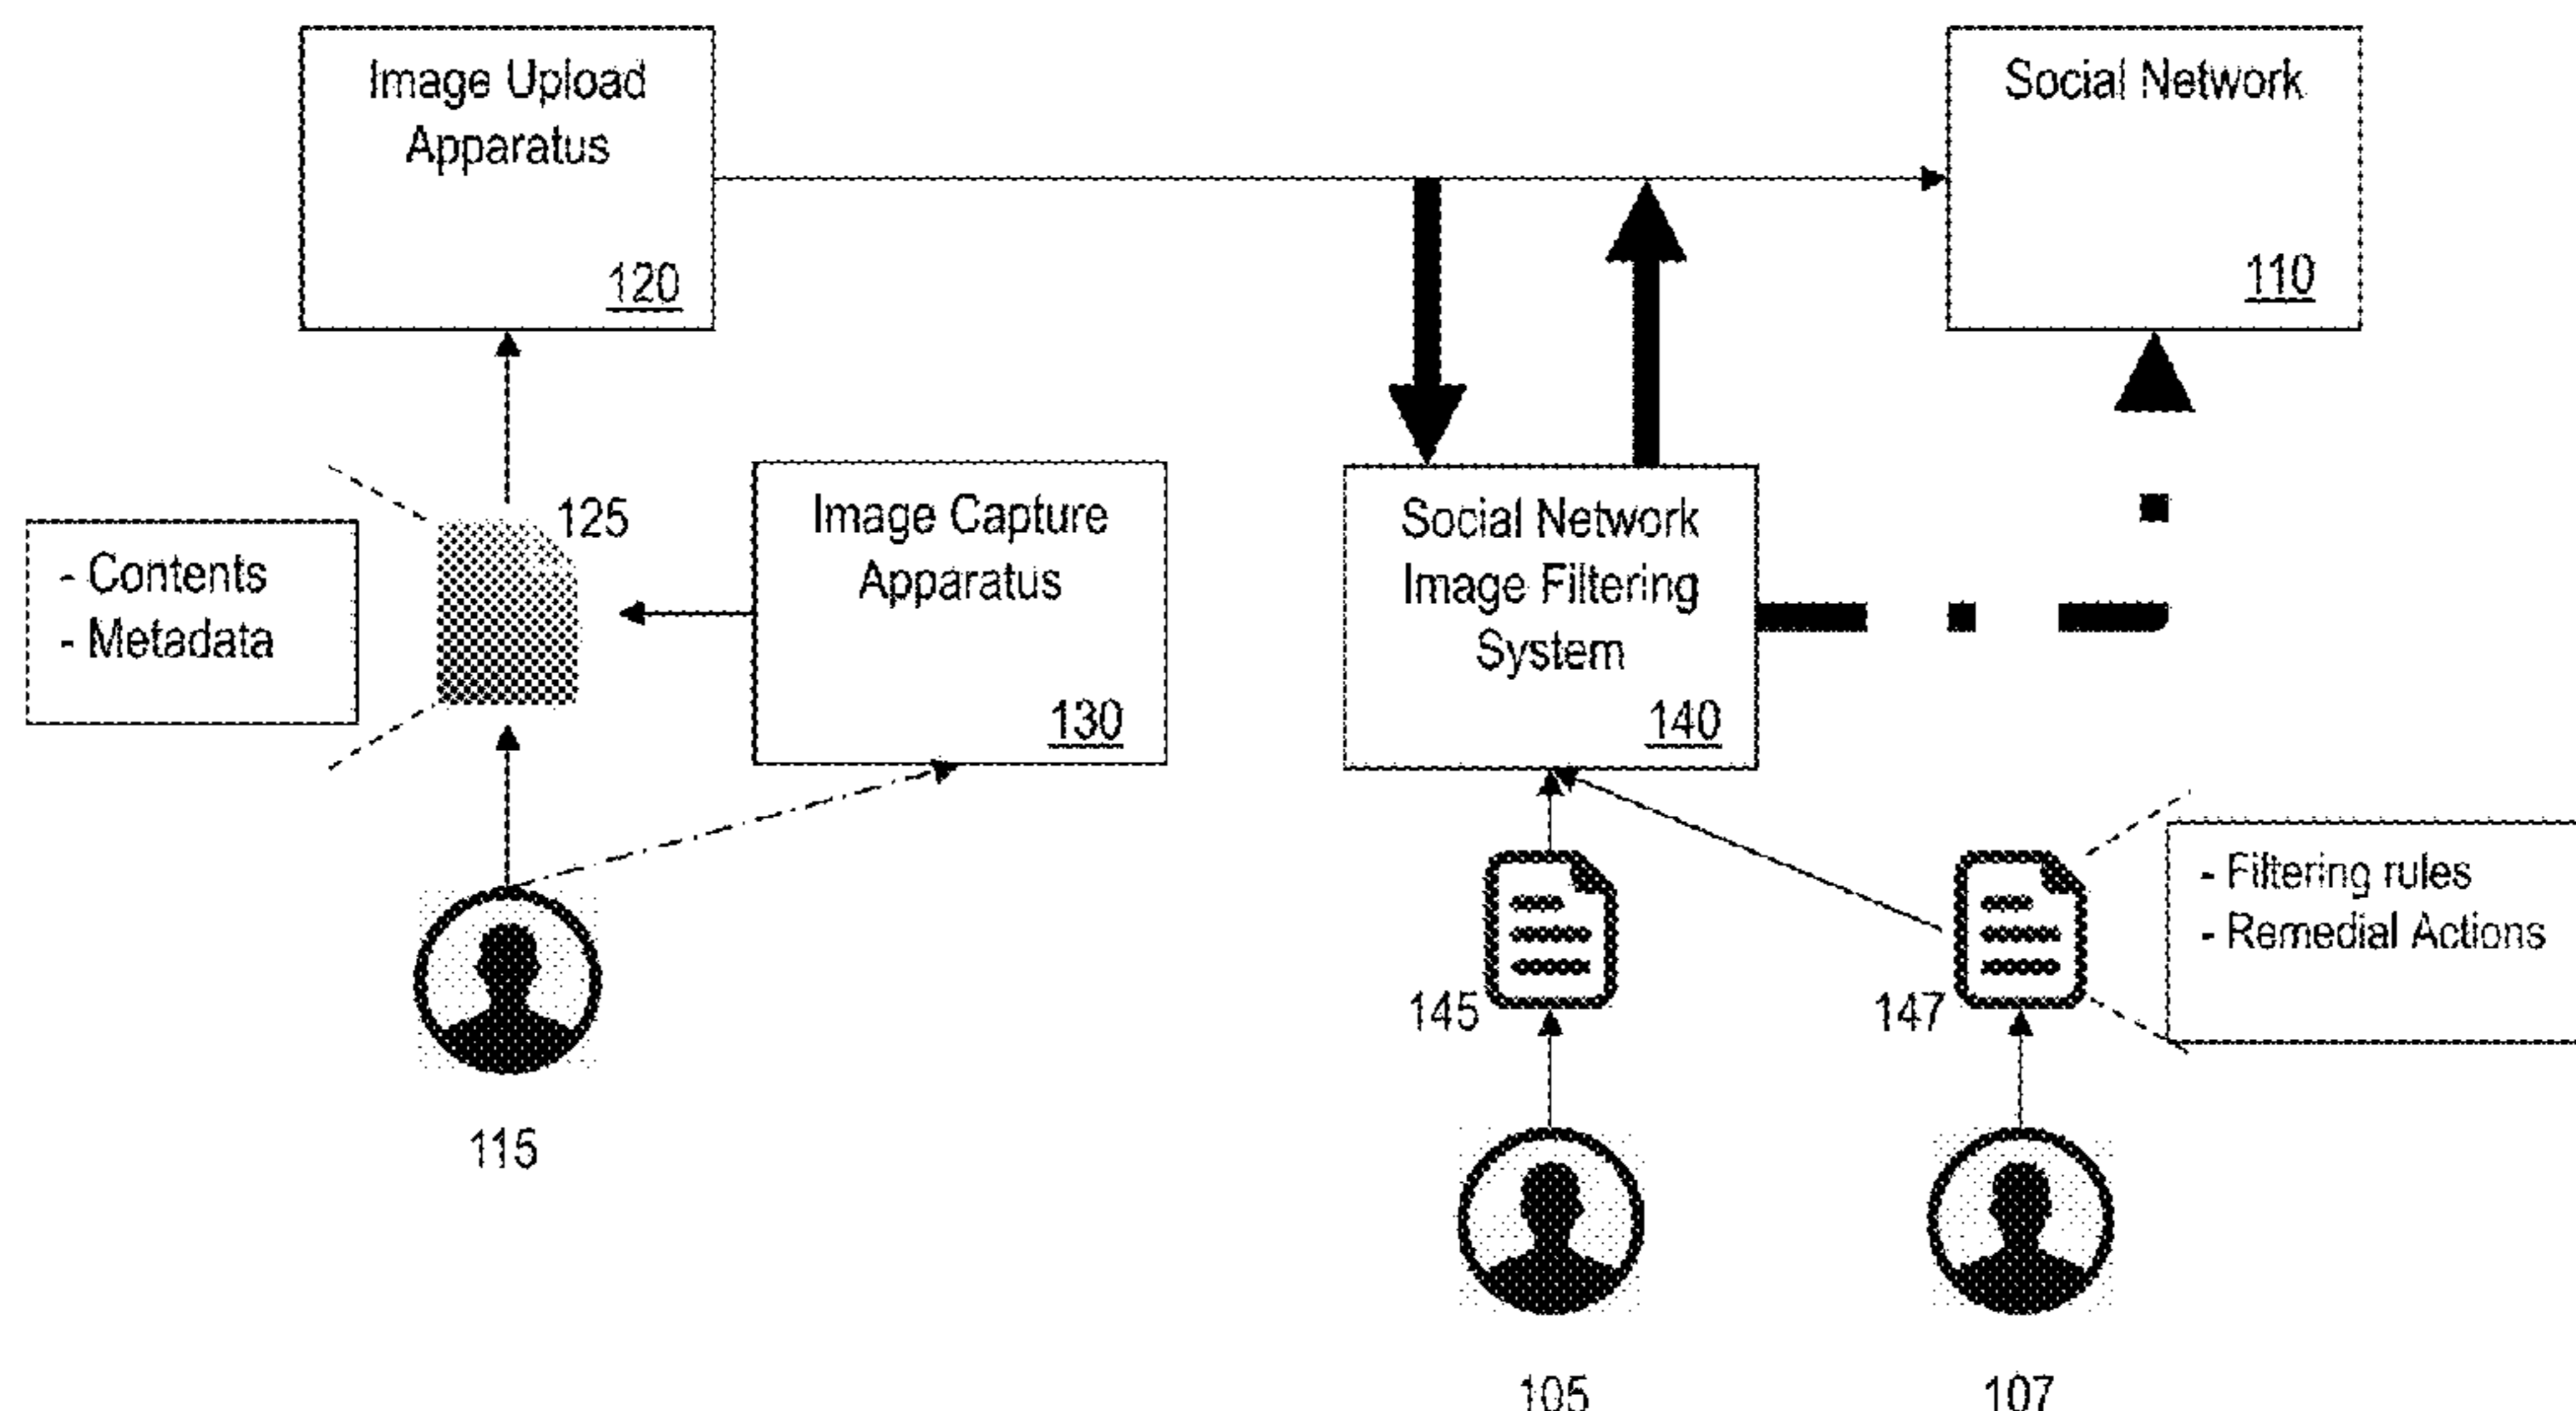 Image Upload
Apparatus
120
Social Network
110
125
- Contents
- Metadata
Image Capture
Apparatus
130
Social Network
Image Filtering
System
140
- Filtering rules
- Remedial Actions
145
147
115
105
107